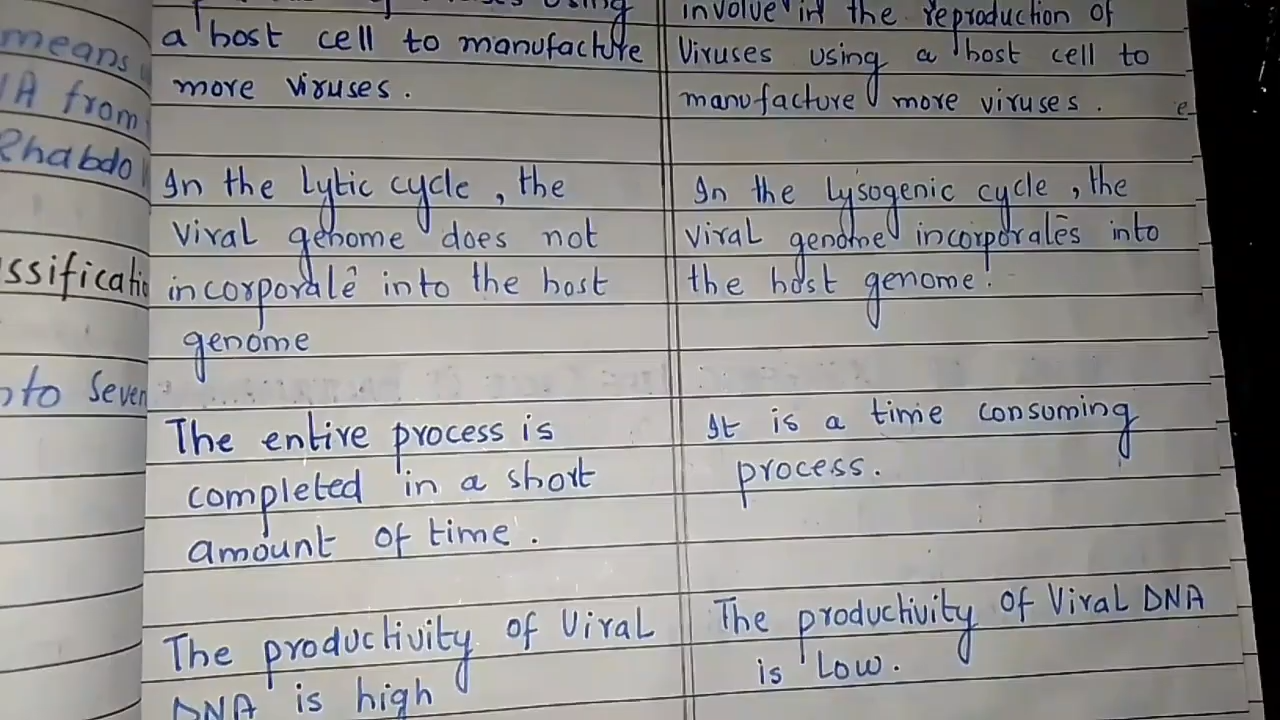 means
A from
Rhabdo
ssificatio
nto Seven
using
a host cell to manufacture
more viruses.
In the Lytic cycle, the
viral genome does not
incorporate into the host
genome
The entire process is
completed in a short
amount of time.
The productivity of Viral
DNA is high
involve in the reproduction of
Viruses using a host cell to
manufacture more viruses.
In the Lysogenic cycle, the
viral genome incorporates into
the host genome.
It is a time consuming
process.
The productivity of Viral DNA
is Low.